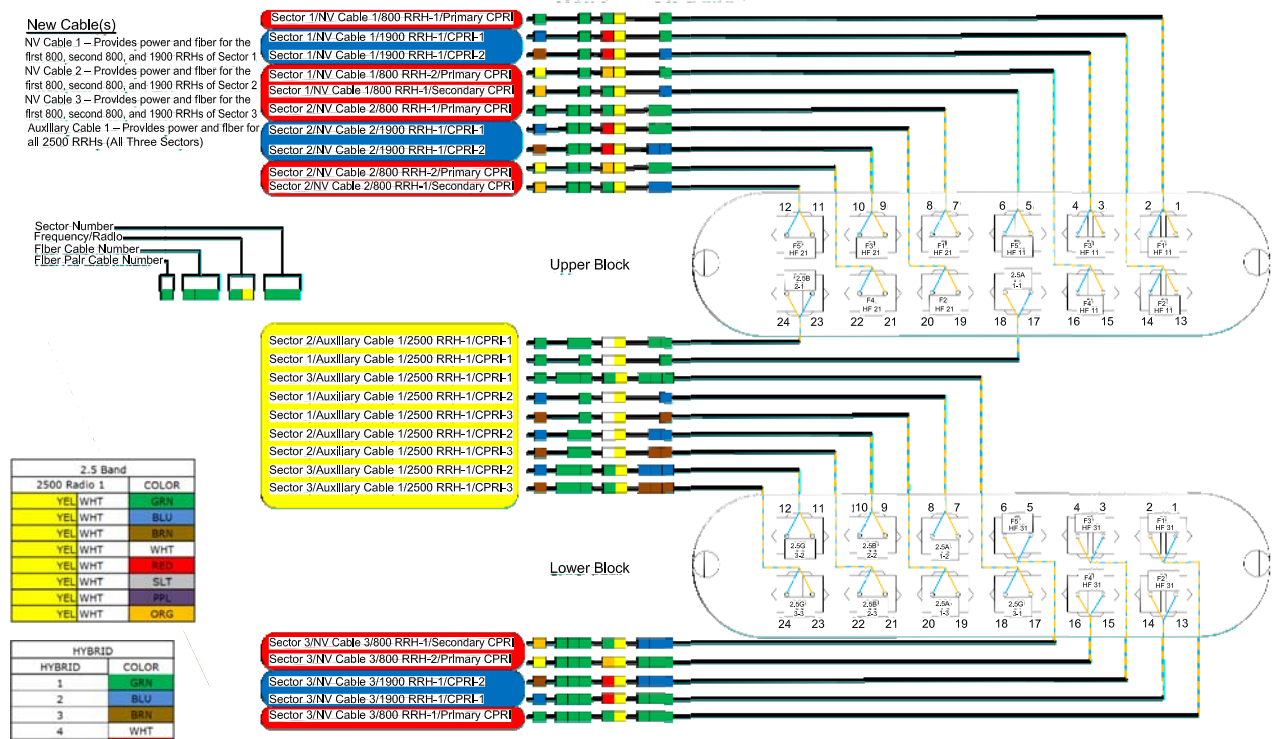 New Cable(s)
NV Cable 1 – Provides power and fiber for the
first 800, second 800, and 1900 RRHs of Sector 1
NV Cable 2 – Provides power and fiber for the
first 800, second 800, and 1900 RRHs of Sector 2
NV Cable 3 – Provides power and fiber for the
first 800, second 800, and 1900 RRHs of Sector 3
Auxiliary Cable 1 – Provides power and fiber for
all 2500 RRHs (All Three Sectors)
Sector 1/NV Cable 1/800 RRH-1/Primary CPRI
Sector 1/NV Cable 1/1900 RRH-1/CPRI-1
Sector 1/NV Cable 1/1900 RRH-1/CPRI-2
Sector 1/NV Cable 1/800 RRH-2/Primary CPRI
Sector 1/NV Cable 1/800 RRH-1/Secondary CPRI
Sector 2/NV Cable 2/800 RRH-1/Primary CPRI
Sector 2/NV Cable 2/1900 RRH-1/CPRI-1
Sector 2/NV Cable 2/1900 RRH-1/CPRI-2
Sector 2/NV Cable 2/800 RRH-2/Primary CPRI
Sector 2/NV Cable 2/800 RRH-1/Secondary CPRI
Sector Number
Frequency/Radio
Fiber Cable Number
Fiber Pair Cable Number
Upper Block
12 11 10 9 8 7 6 5 4 3 2 1
F5 F3 F1 F5 F3 F1
HF 21 HF 21 HF 21 HF 11 HF 11 HF 11
2.5B 2.5A
2-1 1-1
F4 F2 F4 F2
HF 21 HF 21 HF 11 HF 11
24 23 22 21 20 19 18 17 16 15 14 13
Sector 2/Auxiliary Cable 1/2500 RRH-1/CPRI-1
Sector 1/Auxiliary Cable 1/2500 RRH-1/CPRI-1
Sector 3/Auxiliary Cable 1/2500 RRH-1/CPRI-1
Sector 1/Auxiliary Cable 1/2500 RRH-1/CPRI-2
Sector 1/Auxiliary Cable 1/2500 RRH-1/CPRI-3
Sector 2/Auxiliary Cable 1/2500 RRH-1/CPRI-2
Sector 2/Auxiliary Cable 1/2500 RRH-1/CPRI-3
Sector 3/Auxiliary Cable 1/2500 RRH-1/CPRI-2
Sector 3/Auxiliary Cable 1/2500 RRH-1/CPRI-3
2.5 Band
2500 Radio 1 COLOR
YEL WHT GRN
YEL WHT BLU
YEL WHT BRN
YEL WHT WHT
YEL WHT RED
YEL WHT SLT
YEL WHT PPL
YEL WHT ORG
Lower Block
12 11 10 9 8 7 6 5 4 3 2 1
F5 F3 F1
HF 31 HF 31 HF 31
2.5G 2.5B 2.5A
3-2 2-2 1-2
F4 F2
HF 31 HF 31
2.5G 2.5B 2.5A 2.5G
3-3 2-3 1-3 3-1
24 23 22 21 20 19 18 17 16 15 14 13
HYBRID
HYBRID COLOR
1 GRN
2 BLU
3 BRN
4 WHT
Sector 3/NV Cable 3/800 RRH-1/Secondary CPRI
Sector 3/NV Cable 3/800 RRH-2/Primary CPRI
Sector 3/NV Cable 3/1900 RRH-1/CPRI-2
Sector 3/NV Cable 3/1900 RRH-1/CPRI-1
Sector 3/NV Cable 3/800 RRH-1/Primary CPRI